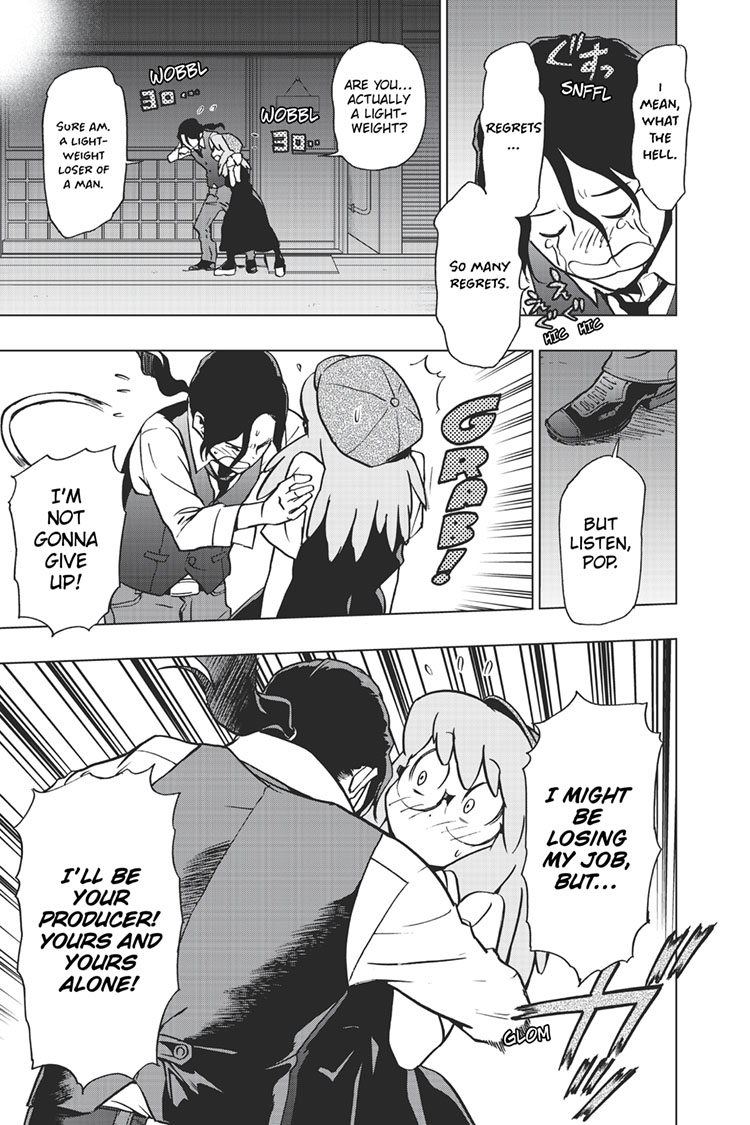 I
MEAN,
WHAT
THE
HELL.
ぐすっ
SNFFL
REGRETS
...
SO MANY
REGRETS.
えぐ
えぐ
HIC
HIC
ARE YOU...
ACTUALLY
A LIGHT-
WEIGHT?
WOBBL
ヨロ...
WOBBL
ヨロ...
SURE AM.
A LIGHT-
WEIGHT
LOSER OF
A MAN.
BUT
LISTEN,
POP.
GRAB!
I'M
NOT
GONNA
GIVE
UP!
I MIGHT
BE
LOSING
MY JOB,
BUT...
I'LL BE
YOUR
PRODUCER!
YOURS AND
YOURS
ALONE!
ガ
GLOM